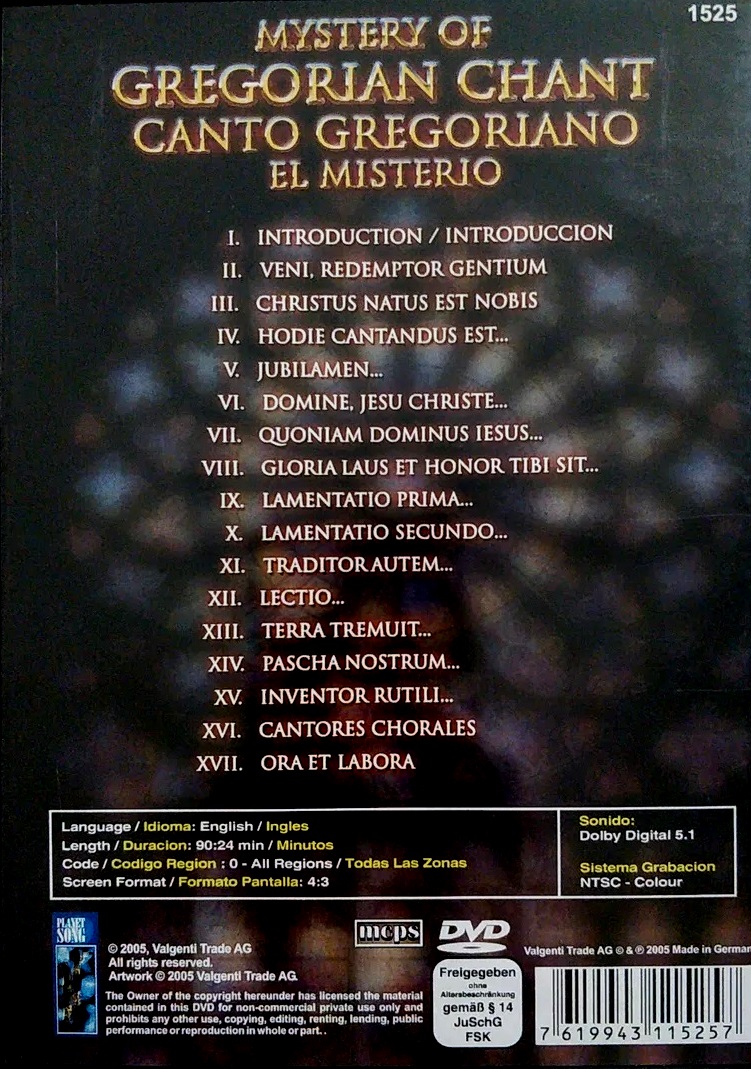 1525
MYSTERY OF
GREGORIAN CHANT
CANTO GREGORIANO
EL MISTERIO
I. INTRODUCTION / INTRODUCCION
II. VENI, REDEMPTOR GENTIUM
III. CHRISTUS NATUS EST NOBIS
IV. HODIE CANTANDUS EST...
V. JUBILAMEN...
VI. DOMINE, JESU CHRISTE...
VII. QUONIAM DOMINUS IESUS...
VIII. GLORIA LAUS ET HONOR TIBI SIT...
IX. LAMENTATIO PRIMA...
X. LAMENTATIO SECUNDO...
XI. TRADITOR AUTEM...
XII. LECTIO...
XIII. TERRA TREMUIT...
XIV. PASCHA NOSTRUM...
XV. INVENTOR RUTILI...
XVI. CANTORES CHORALES
XVII. ORA ET LABORA
Language / Idioma: English / Ingles
Length / Duracion: 90:24 min / Minutos
Code / Codigo Region : 0 - All Regions / Todas Las Zonas
Screen Format / Formato Pantalla: 4:3
Sonido:
Dolby Digital 5.1
Sistema Grabacion
NTSC - Colour
PLANET
SONG
© 2005, Valgenti Trade AG
All rights reserved.
Artwork © 2005 Valgenti Trade AG
The Owner of the copyright hereunder has licensed the material
contained in this DVD for non-commercial private use only and
prohibits any other use, copying, editing, renting, lending, public
performance or reproduction in whole or part. .
mcps
DVD
VIDEO
Freigegeben
ohne
Altersbeschränkung
gemäß § 14
JuSchG
FSK
Valgenti Trade AG © & ℗ 2005 Made in German
7 619943 115257